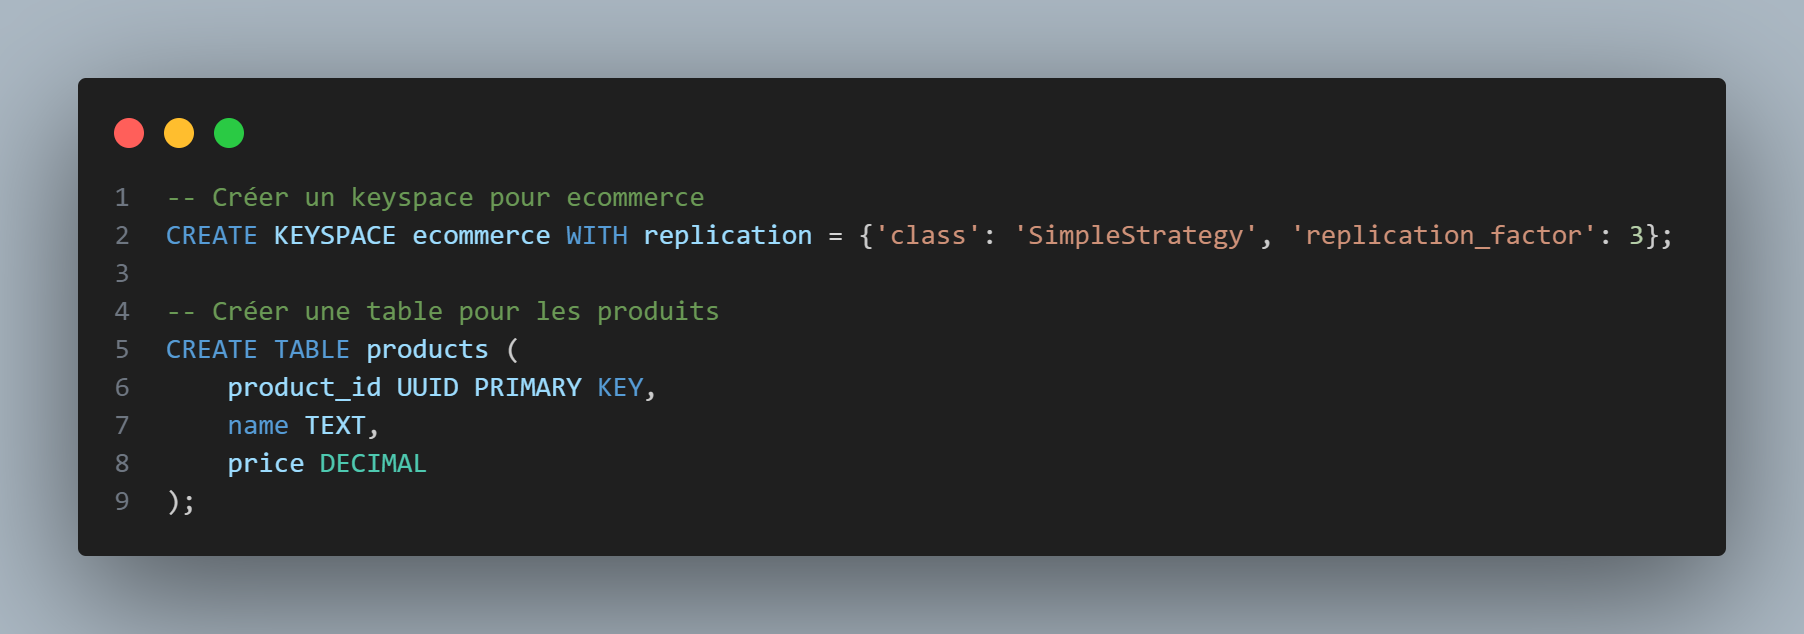 1 -- Créer un keyspace pour ecommerce
2 CREATE KEYSPACE ecommerce WITH replication = {'class': 'SimpleStrategy', 'replication_factor': 3};
3
4 -- Créer une table pour les produits
5 CREATE TABLE products (
6     product_id UUID PRIMARY KEY,
7     name TEXT,
8     price DECIMAL
9 );